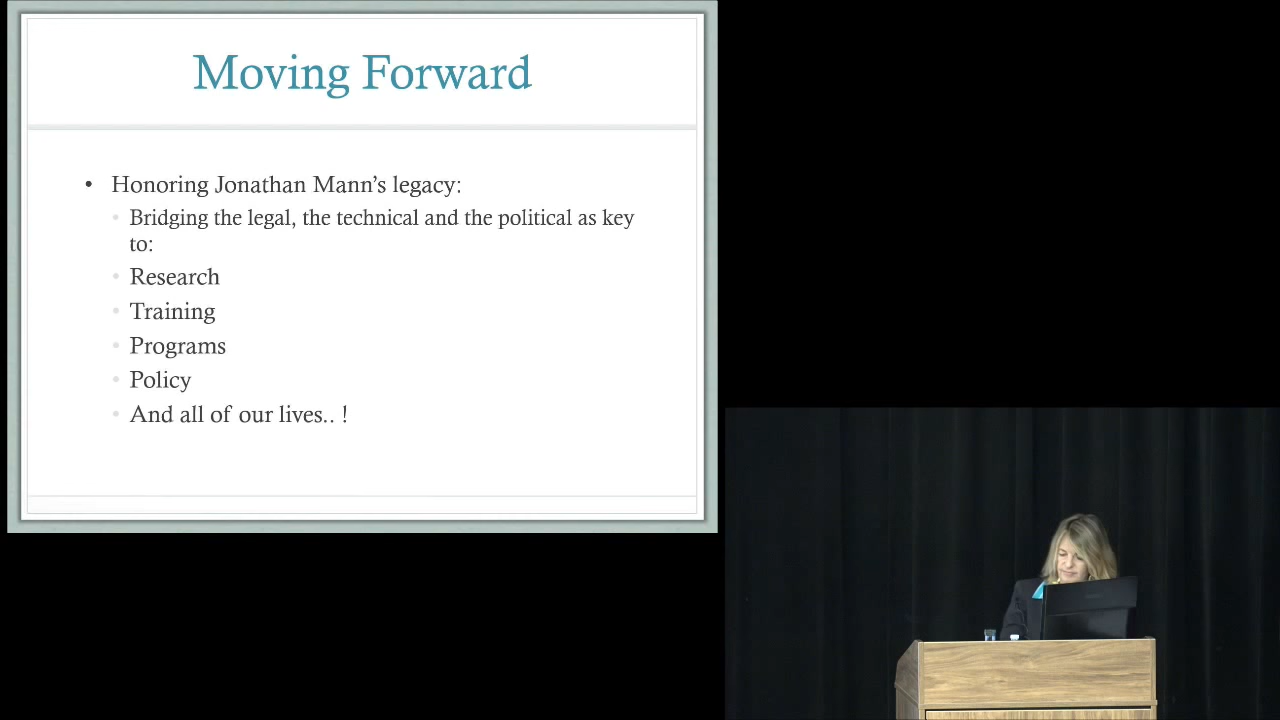 Moving Forward
• Honoring Jonathan Mann's legacy:
• Bridging the legal, the technical and the political as key
to:
• Research
• Training
• Programs
• Policy
• And all of our lives.. !